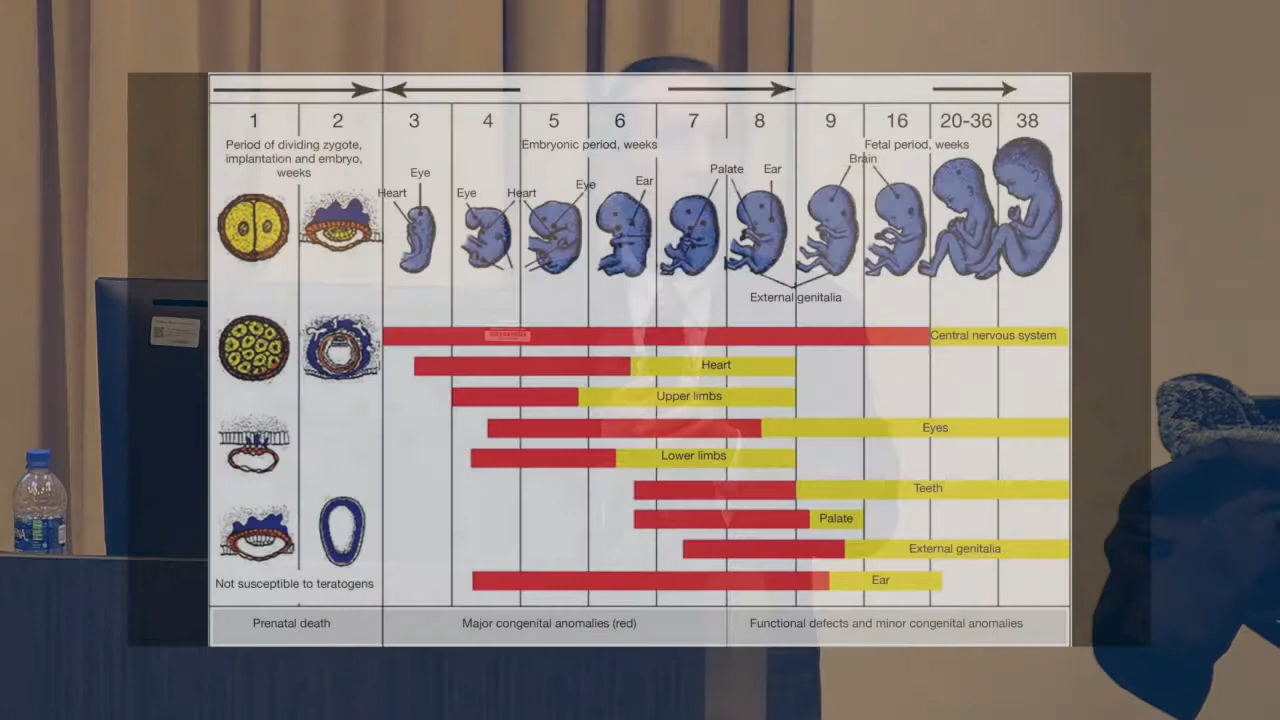 1 2 3 4 5 6 7 8 9 16 20-36 38
Period of dividing zygote,
implantation and embryo,
weeks
Embryonic period, weeks
Fetal period, weeks
Heart
Eye
Eye
Heart
Eye
Ear
Palate
Ear
Brain
External genitalia
Central nervous system
Heart
Upper limbs
Eyes
Lower limbs
Teeth
Palate
External genitalia
Ear
Not susceptible to teratogens
Prenatal death
Major congenital anomalies (red)
Functional defects and minor congenital anomalies